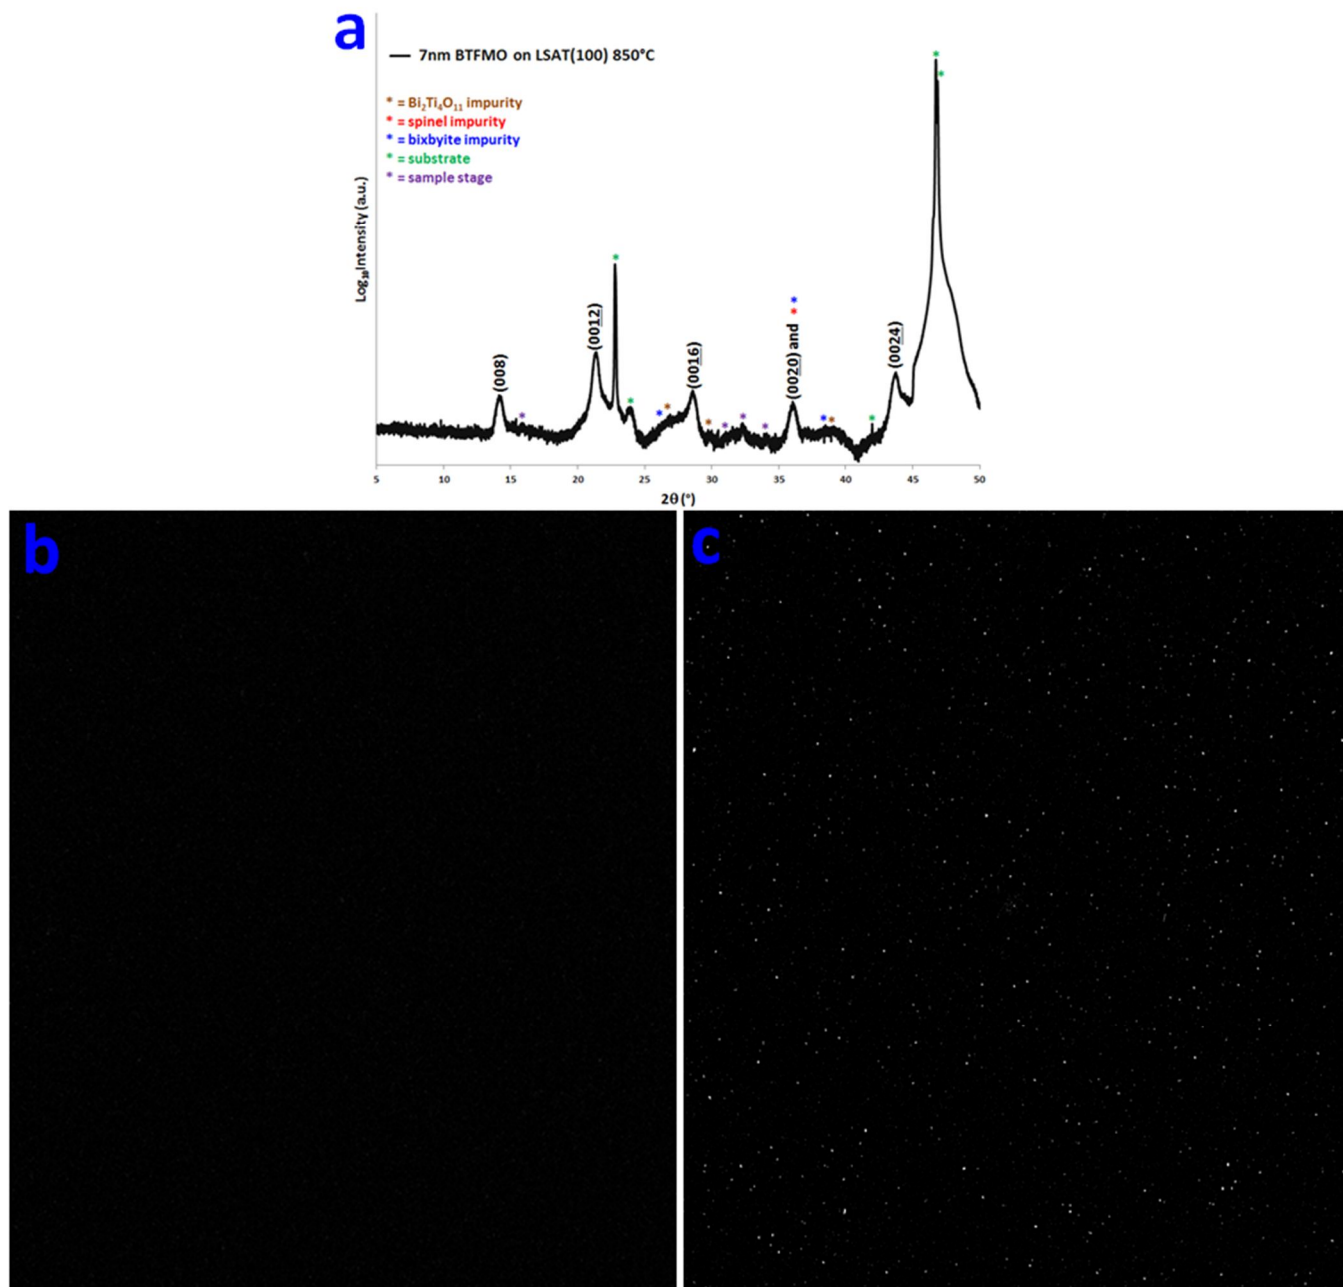 a
7nm BTFMO on LSAT(100) 850°C
* = Bi₂Ti₄O₁₁ impurity
* = spinel impurity
* = bixbyite impurity
* = substrate
* = sample stage
Log₁₀Intensity (a.u.)
(008)
(0012)
(0016)
(0020) and * *
(0024)
5 10 15 20 25 30 35 40 45 50
2θ (°)
b
c